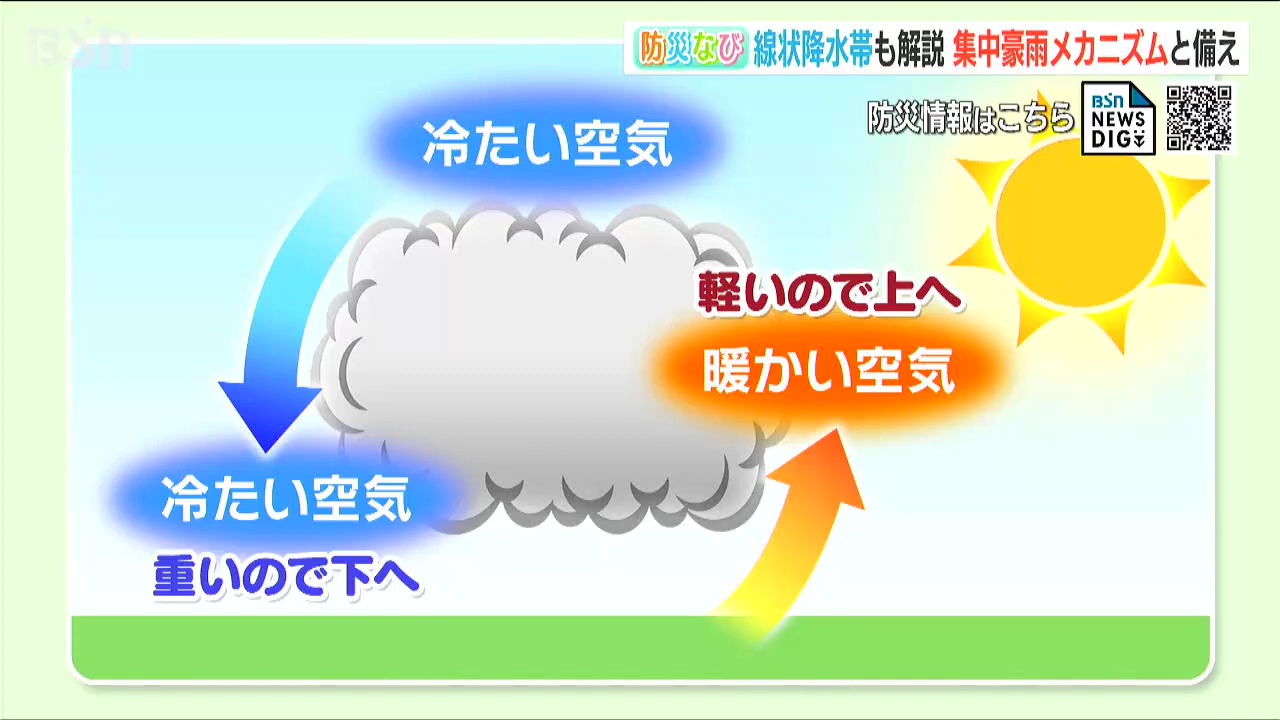 BSN
防災なび 線状降水帯も解説 集中豪雨メカニズムと備え
防災情報はこちら
BSN
NEWS
DIG
冷たい空気
軽いので上へ
暖かい空気
冷たい空気
重いので下へ